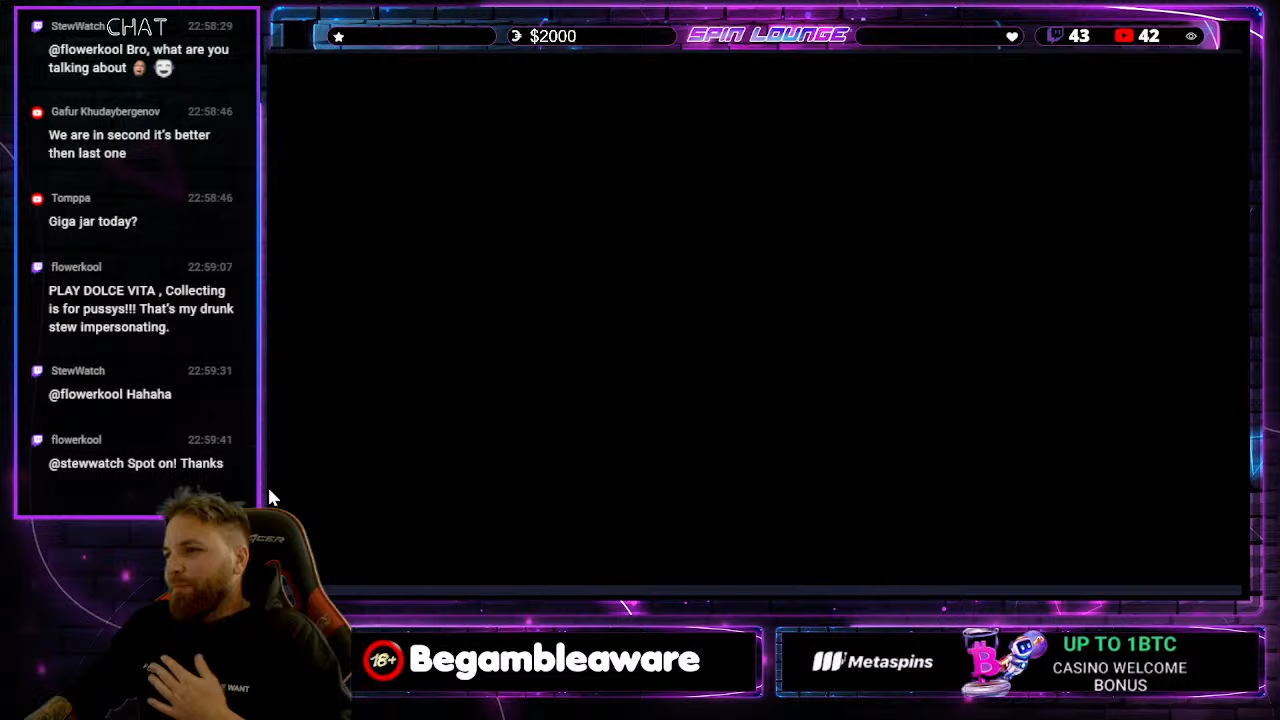 CHAT
StewWatch 22:58:29
@flowerkool Bro, what are you
talking about
Gafur Khudaybergenov 22:58:46
We are in second it's better
then last one
Tomppa 22:58:46
Giga jar today?
flowerkool 22:59:07
PLAY DOLCE VITA , Collecting
is for pussys!!! That's my drunk
stew impersonating.
StewWatch 22:59:31
@flowerkool Hahaha
flowerkool 22:59:41
@stewwatch Spot on! Thanks
$2000
SPIN LOUNGE
43
42
ACER
WE WANT
18+ Begambleaware
Metaspins
UP TO 1BTC
CASINO WELCOME
BONUS